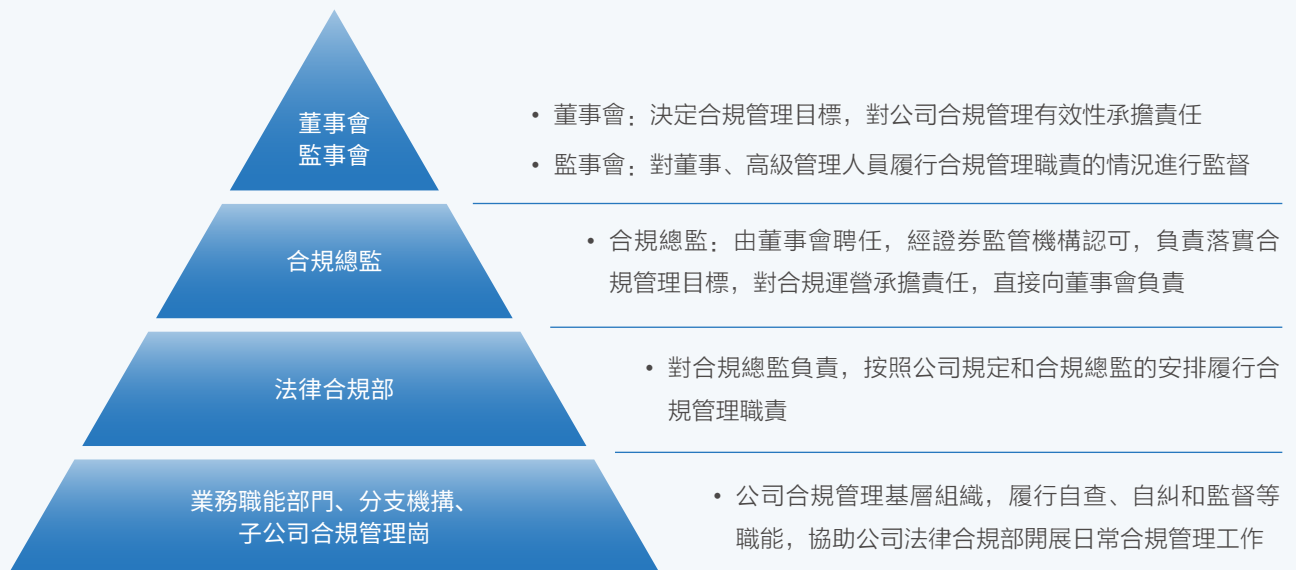 董事會
監事會
• 董事會：決定合規管理目標，對公司合規管理有效性承擔責任
• 監事會：對董事、高級管理人員履行合規管理職責的情況進行監督
合規總監
• 合規總監：由董事會聘任，經證券監管機構認可，負責落實合
規管理目標，對合規運營承擔責任，直接向董事會負責
法律合規部
• 對合規總監負責，按照公司規定和合規總監的安排履行合
規管理職責
業務職能部門、分支機搆、
子公司合規管理崗
• 公司合規管理基層組織，履行自查、自糾和監督等
職能，協助公司法律合規部開展日常合規管理工作